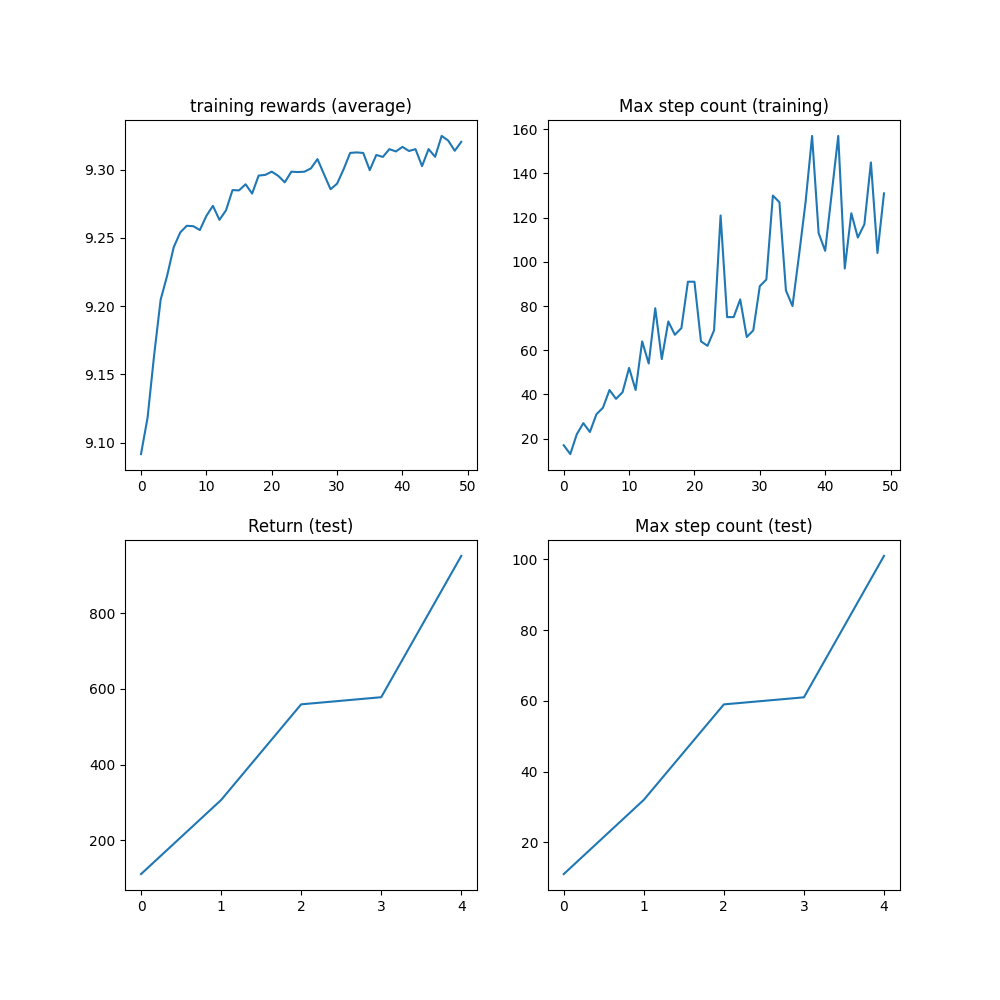 training rewards (average)
9.30
9.25
9.20
9.15
9.10
0 10 20 30 40 50
Max step count (training)
160
140
120
100
80
60
40
20
0 10 20 30 40 50
Return (test)
800
600
400
200
0 1 2 3 4
Max step count (test)
100
80
60
40
20
0 1 2 3 4